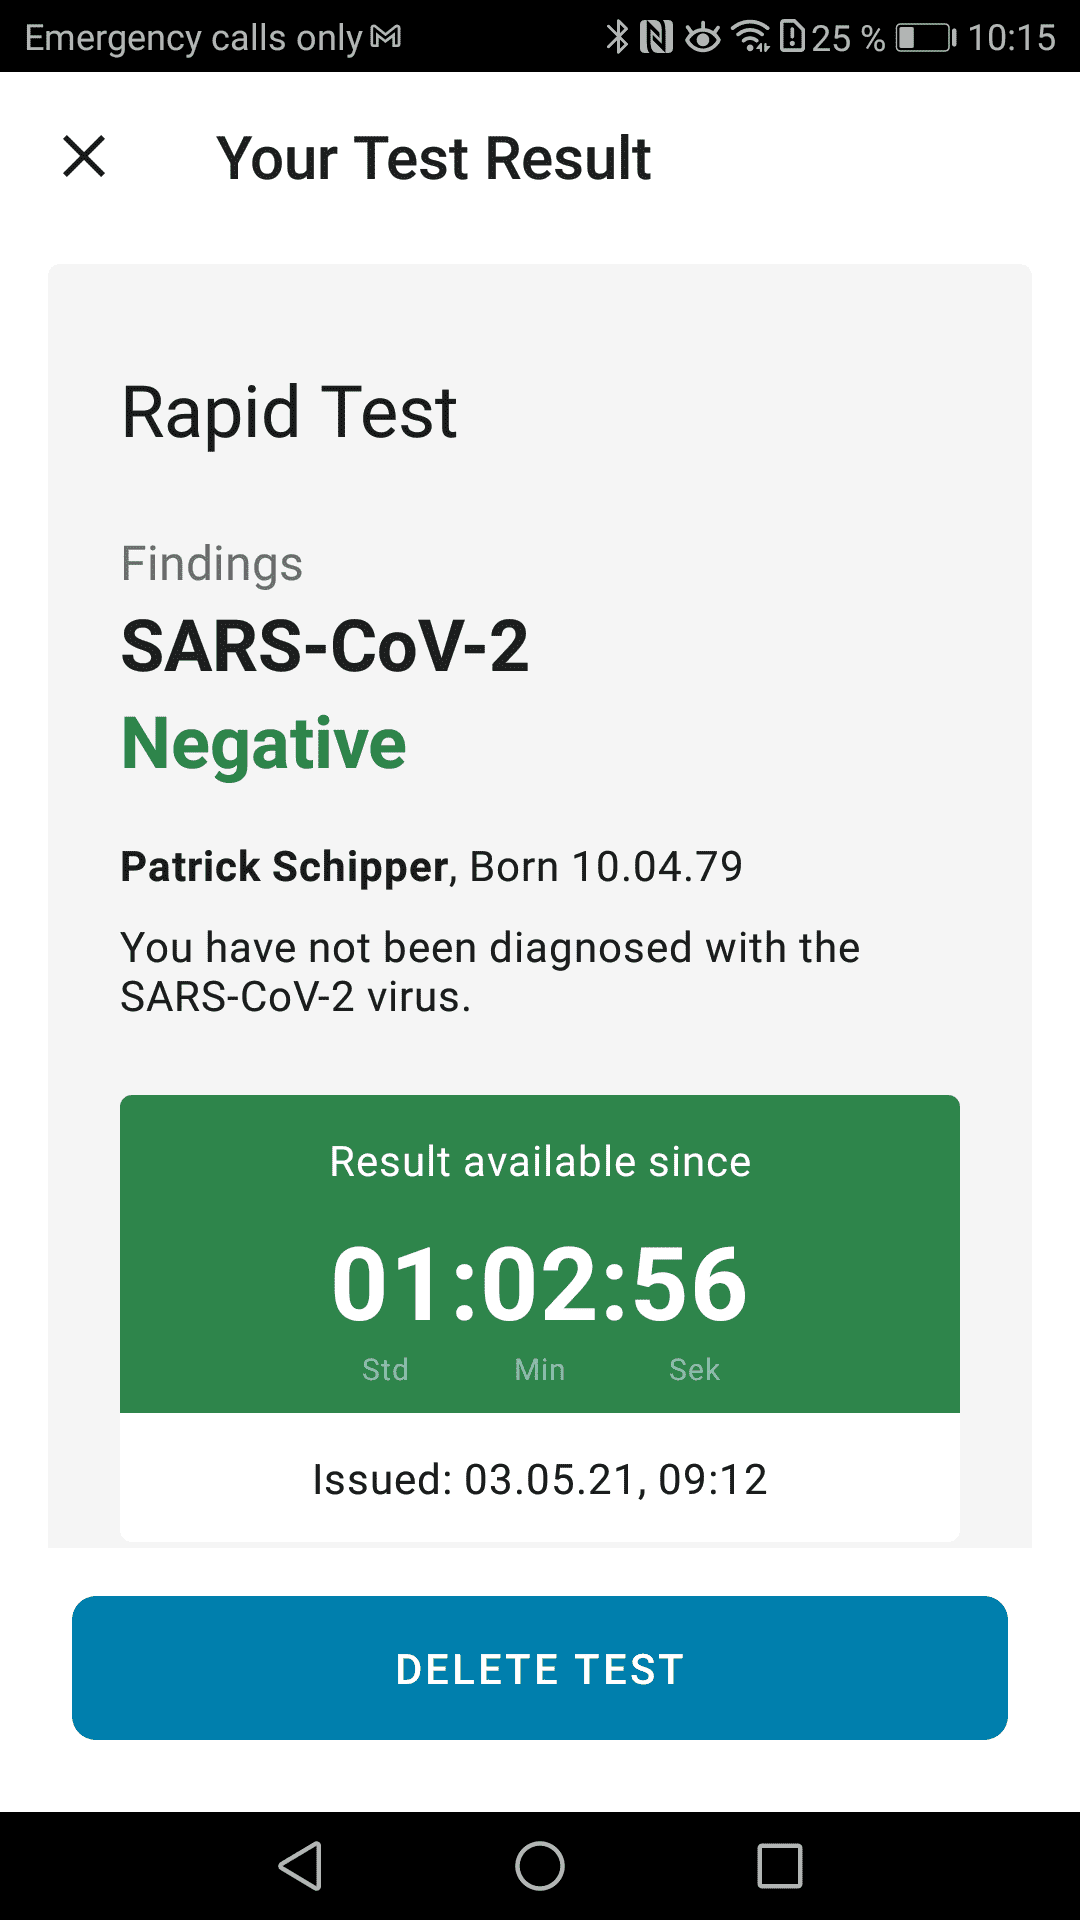 Emergency calls only 25 % 10:15
Your Test Result
Rapid Test
Findings
SARS-CoV-2
Negative
Patrick Schipper, Born 10.04.79
You have not been diagnosed with the
SARS-CoV-2 virus.
Result available since
01:02:56
Std Min Sek
Issued: 03.05.21, 09:12
DELETE TEST